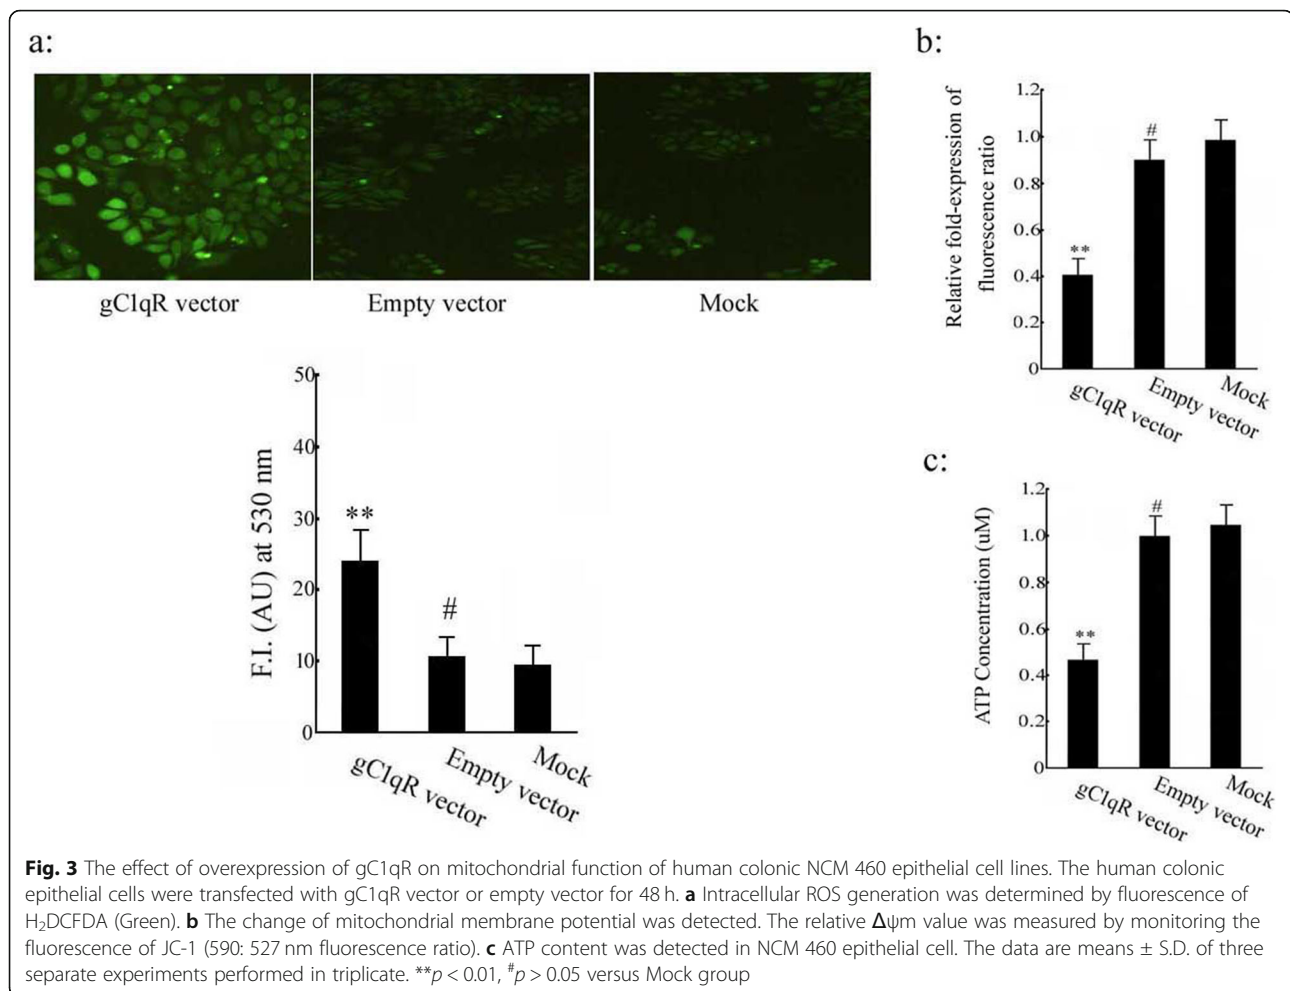 a:
gC1qR vector
Empty vector
Mock
50
40
30
20
10
0
F.I. (AU) at 530 nm
**
#
gC1qR vector
Empty vector
Mock
b:
1.2
1.0
0.8
0.6
0.4
0.2
0
Relative fold-expression of
fluorescence ratio
**
#
gC1qR vector
Empty vector
Mock
c:
1.2
1.0
0.8
0.6
0.4
0.2
0
ATP Concentration (uM)
**
#
gC1qR vector
Empty vector
Mock
Fig. 3 The effect of overexpression of gC1qR on mitochondrial function of human colonic NCM 460 epithelial cell lines. The human colonic
epithelial cells were transfected with gC1qR vector or empty vector for 48 h. a Intracellular ROS generation was determined by fluorescence of
H₂DCFDA (Green). b The change of mitochondrial membrane potential was detected. The relative Δψm value was measured by monitoring the
fluorescence of JC-1 (590: 527 nm fluorescence ratio). c ATP content was detected in NCM 460 epithelial cell. The data are means ± S.D. of three
separate experiments performed in triplicate. **p < 0.01, #p > 0.05 versus Mock group